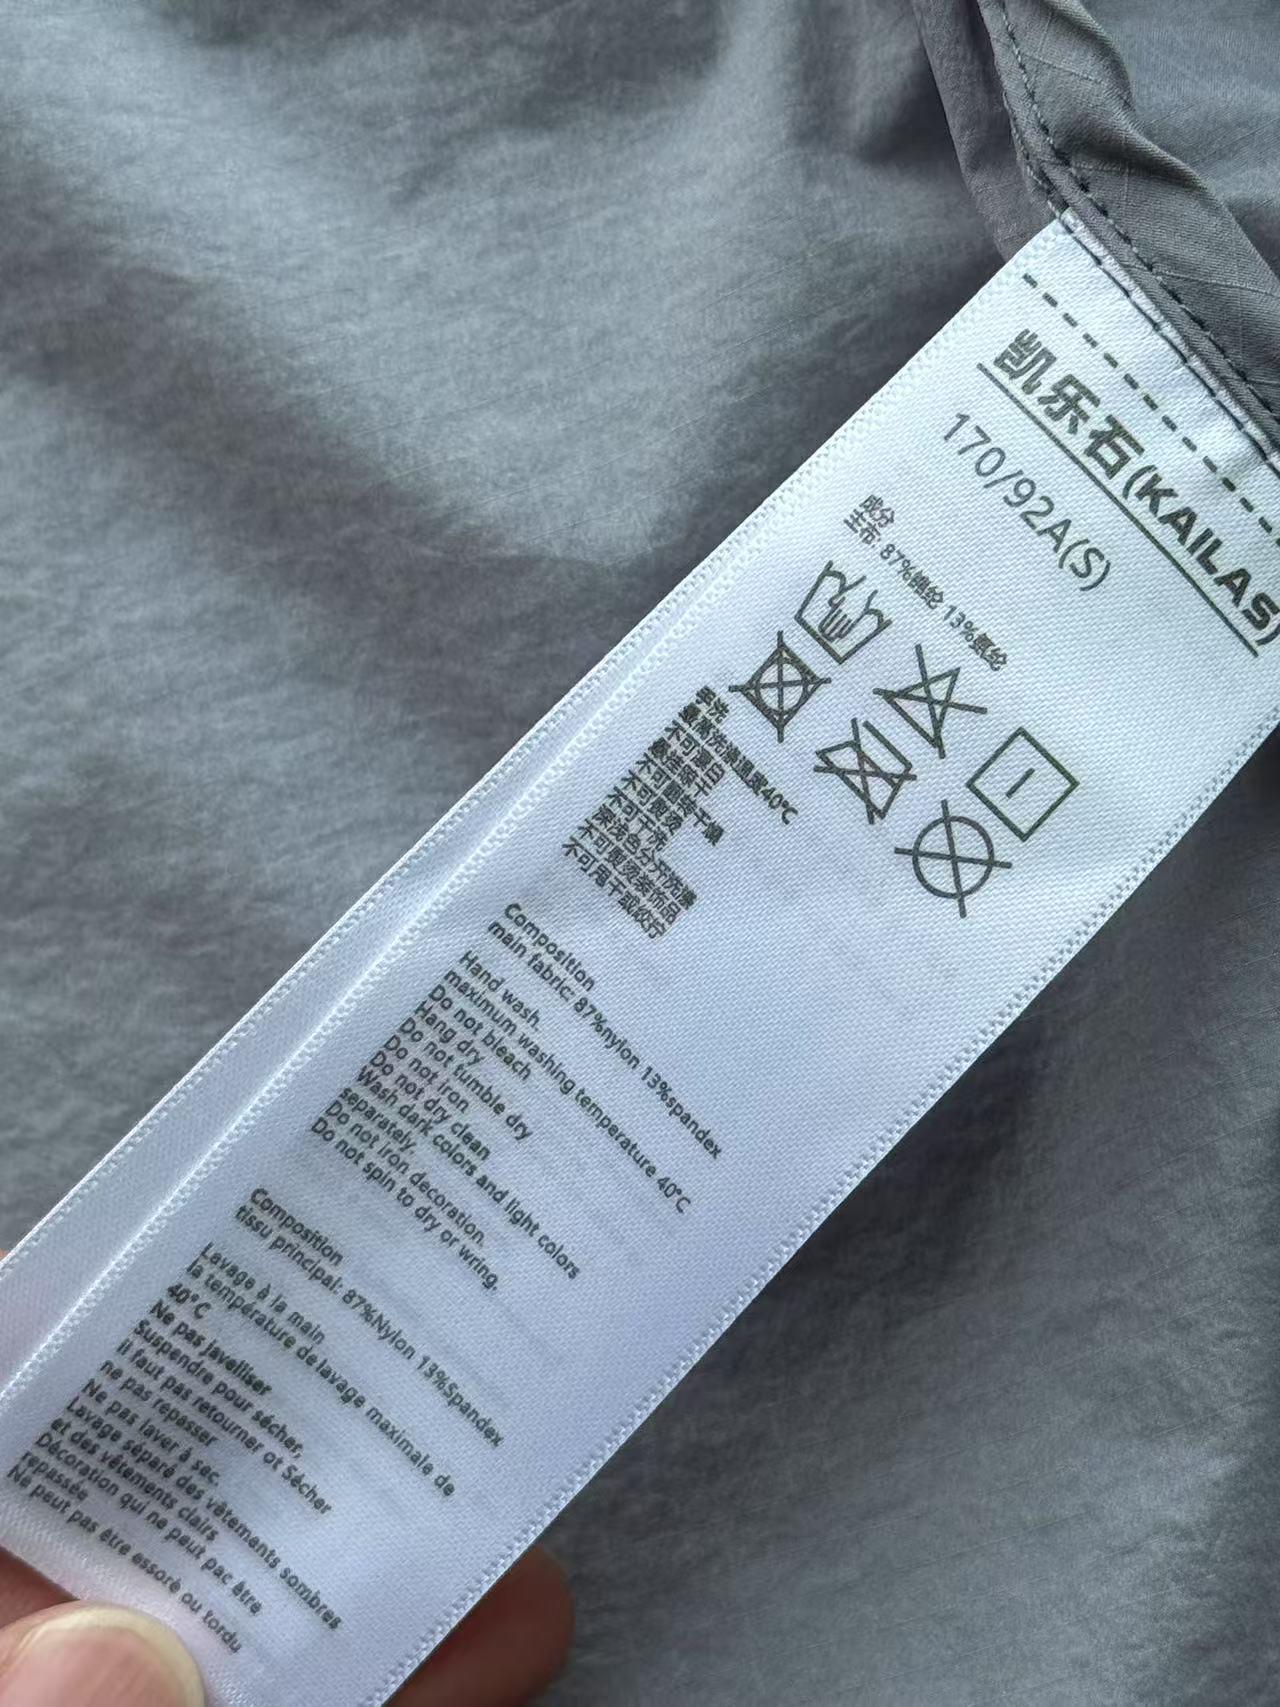 凯乐石(KAILAS)
170/92A(S)
成分
主布: 87%锦纶 13%氨纶
手洗
最高洗涤温度40℃
不可漂白
悬挂晾干
不可翻转干燥
不可熨烫
不可干洗
深浅色分开洗涤
不可熨烫装饰品
不可甩干或绞拧
Composition
main fabric: 87%nylon 13%spandex
Hand wash.
maximum washing temperature 40℃
Do not bleach
Hang dry
Do not tumble dry
Do not iron
Do not dry clean
Wash dark colors and light colors
separately.
Do not iron decoration.
Do not spin to dry or wring.
Composition
tissu principal: 87%Nylon 13%Spandex
Lavage à la main
la température de lavage maximale de
40°C
Ne pas javelliser
Suspendre pour sécher,
il faut pas retourner ot Sécher
ne pas repasser
Ne pas laver à sec.
Lavage séparé des vêtements sombres
et des vêtements clairs
Décoration qui ne paut pac être
repassée
Ne peut pas être essoré ou tordu